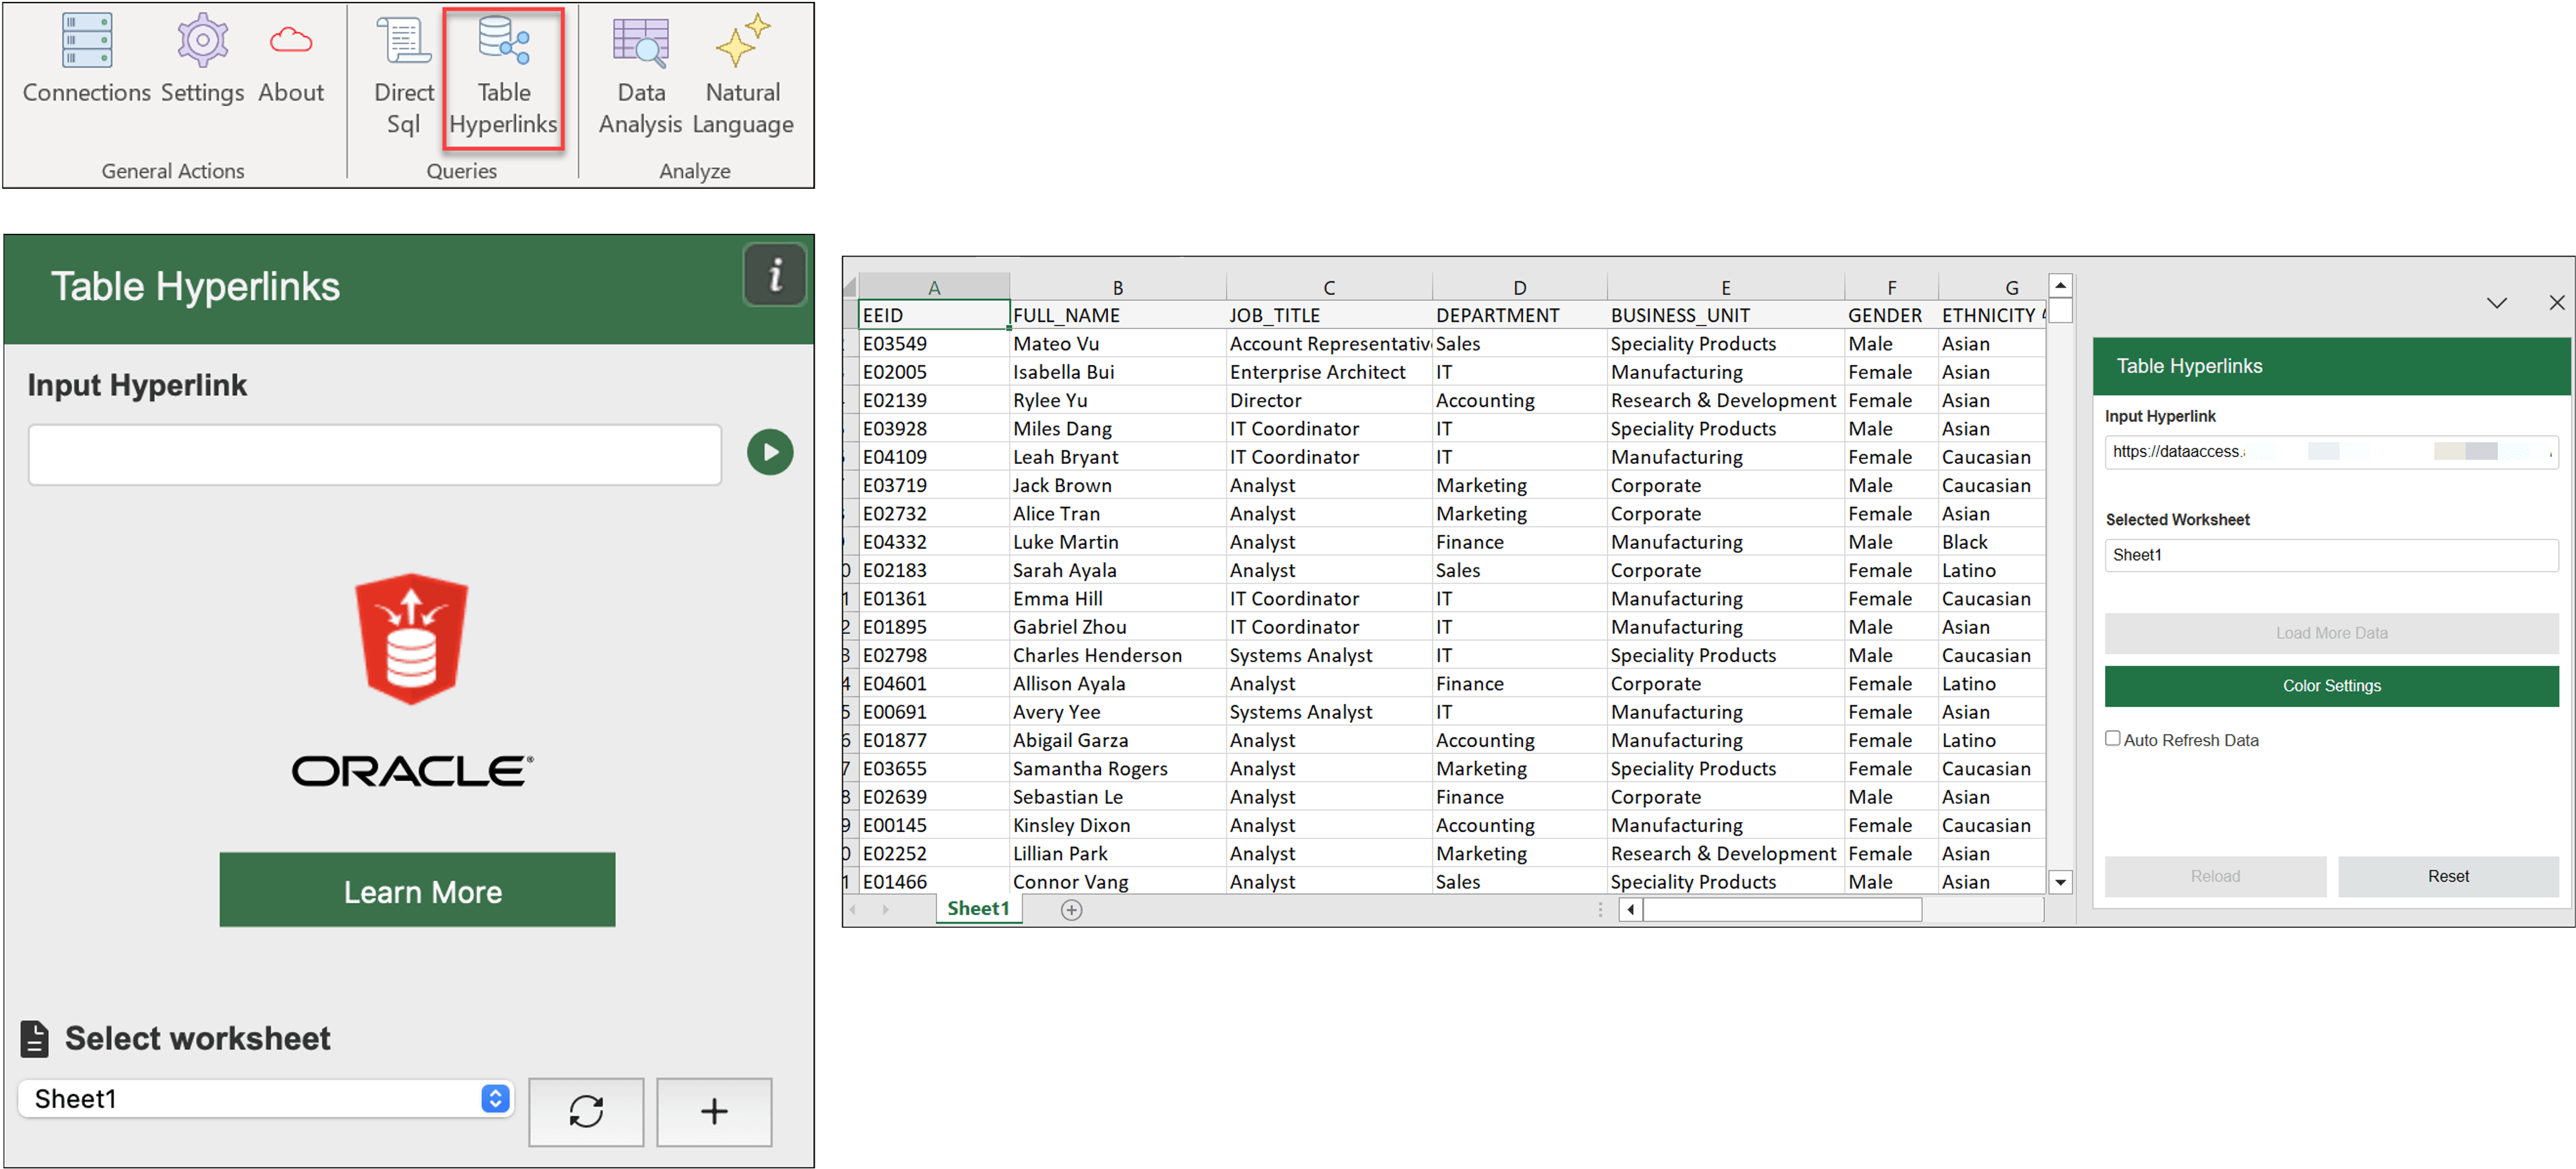 Connections Settings About Direct Sql Table Hyperlinks Data Analysis Natural Language
General Actions Queries Analyze
Table Hyperlinks
i
Input Hyperlink
ORACLE®
Learn More
Select worksheet
Sheet1
A B C D E F G
EEID FULL_NAME JOB_TITLE DEPARTMENT BUSINESS_UNIT GENDER ETHNICITY
E03549 Mateo Vu Account Representativ Sales Speciality Products Male Asian
E02005 Isabella Bui Enterprise Architect IT Manufacturing Female Asian
E02139 Rylee Yu Director Accounting Research & Development Female Asian
E03928 Miles Dang IT Coordinator IT Speciality Products Male Asian
E04109 Leah Bryant IT Coordinator IT Manufacturing Female Caucasian
E03719 Jack Brown Analyst Marketing Corporate Male Caucasian
E02732 Alice Tran Analyst Marketing Corporate Female Asian
E04332 Luke Martin Analyst Finance Manufacturing Male Black
E02183 Sarah Ayala Analyst Sales Corporate Female Latino
E01361 Emma Hill IT Coordinator IT Manufacturing Female Caucasian
E01895 Gabriel Zhou IT Coordinator IT Manufacturing Male Asian
E02798 Charles Henderson Systems Analyst IT Speciality Products Male Caucasian
E04601 Allison Ayala Analyst Finance Corporate Female Latino
E00691 Avery Yee Systems Analyst IT Manufacturing Female Asian
E01877 Abigail Garza Analyst Accounting Manufacturing Female Latino
E03655 Samantha Rogers Analyst Marketing Speciality Products Female Caucasian
E02639 Sebastian Le Analyst Finance Corporate Male Asian
E00145 Kinsley Dixon Analyst Accounting Manufacturing Female Caucasian
E02252 Lillian Park Analyst Marketing Research & Development Female Asian
E01466 Connor Vang Analyst Sales Speciality Products Male Asian
Sheet1
Table Hyperlinks
Input Hyperlink
https://dataaccess.
Selected Worksheet
Sheet1
Load More Data
Color Settings
Auto Refresh Data
Reload Reset